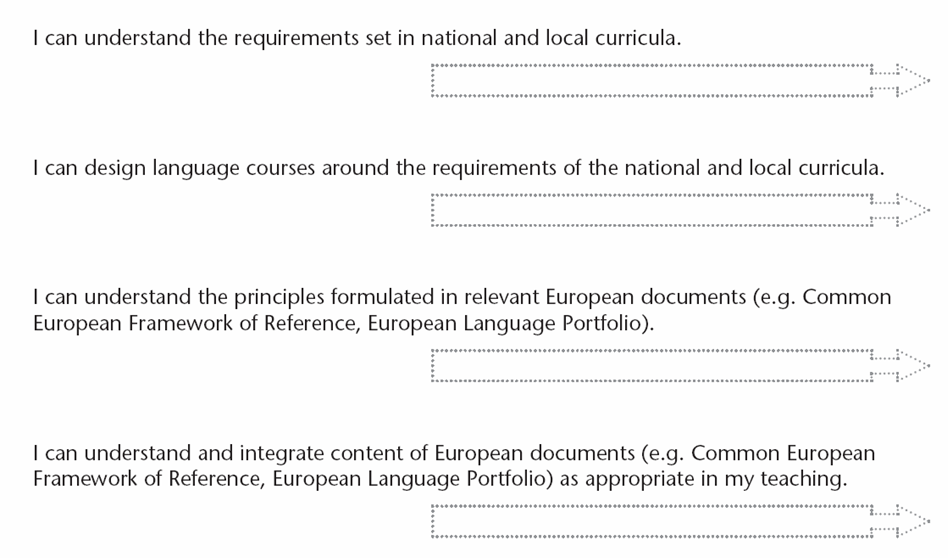 I can understand the requirements set in national and local curricula.
I can design language courses around the requirements of the national and local curricula.
I can understand the principles formulated in relevant European documents (e.g. Common
European Framework of Reference, European Language Portfolio).
I can understand and integrate content of European documents (e.g. Common European
Framework of Reference, European Language Portfolio) as appropriate in my teaching.